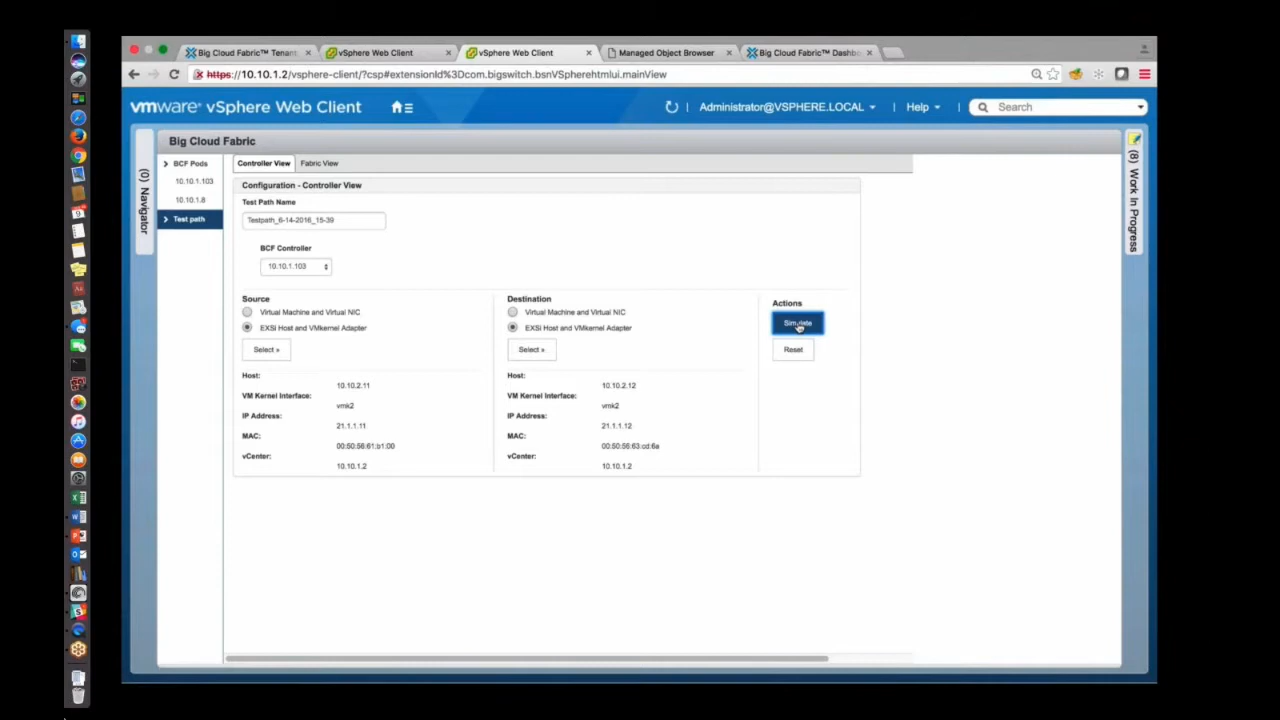 Big Cloud Fabric™ Tenant
vSphere Web Client
vSphere Web Client
Managed Object Browser
Big Cloud Fabric™ Dashbo
https://10.10.1.2/vsphere-client/?csp#extensionId%3Dcom.bigswitch.bsnVSpherehtmlui.mainView
vmware® vSphere Web Client
Administrator@VSPHERE.LOCAL
Help
Search
Big Cloud Fabric
(0) Navigator
(8) Work In Progress
BCF Pods
10.10.1.103
10.10.1.8
Test path
Controller View
Fabric View
Configuration - Controller View
Test Path Name
Testpath_6-14-2016_15-39
BCF Controller
10.10.1.103
Source
Virtual Machine and Virtual NIC
EXSi Host and VMkernel Adapter
Select »
Host:
10.10.2.11
VM Kernel Interface:
vmk2
IP Address:
21.1.1.11
MAC:
00:50:56:61:b1:00
vCenter:
10.10.1.2
Destination
Virtual Machine and Virtual NIC
EXSi Host and VMkernel Adapter
Select »
Host:
10.10.2.12
VM Kernel Interface:
vmk2
IP Address:
21.1.1.12
MAC:
00:50:56:63:cd:6a
vCenter:
10.10.1.2
Actions
Simulate
Reset